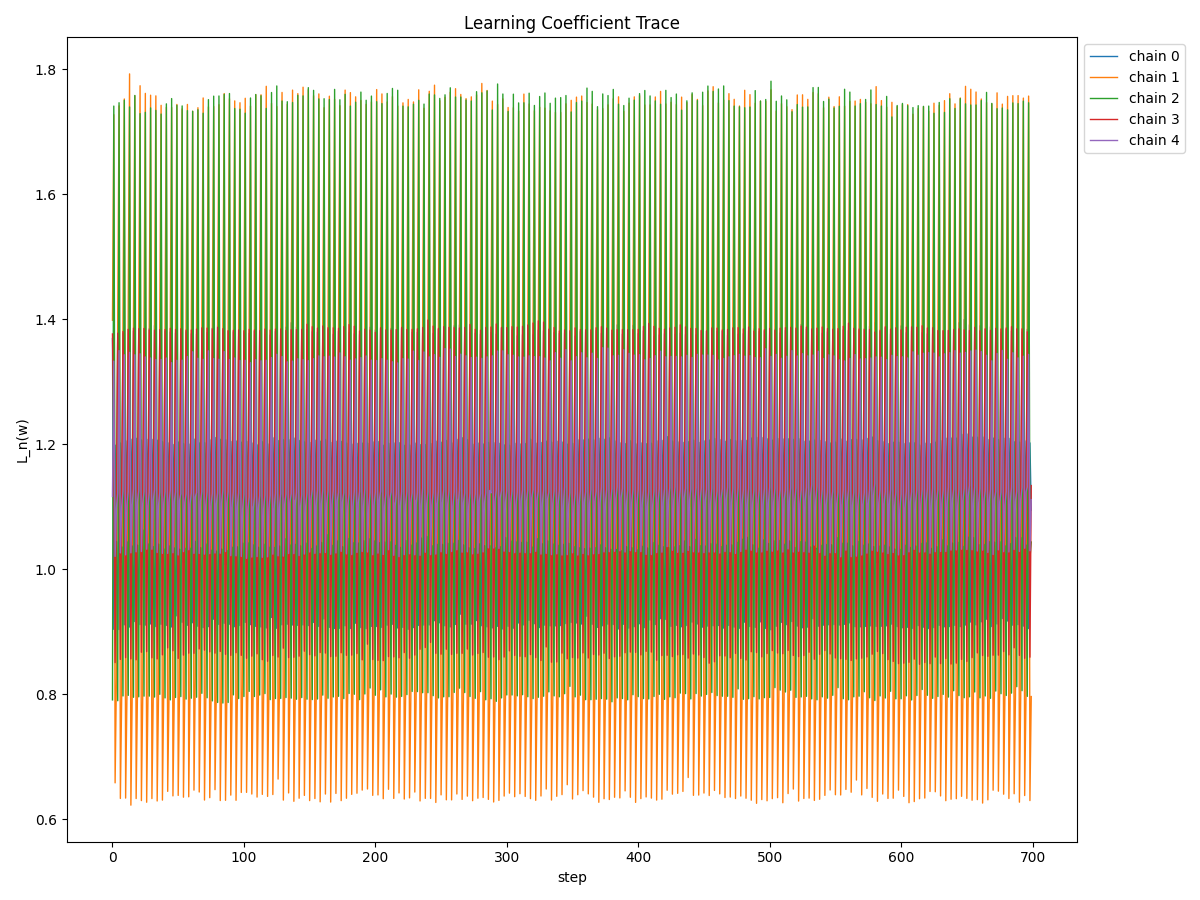 Learning Coefficient Trace
chain 0
chain 1
chain 2
chain 3
chain 4
1.8
1.6
1.4
1.2
1.0
0.8
0.6
L_n(w)
0 100 200 300 400 500 600 700
step